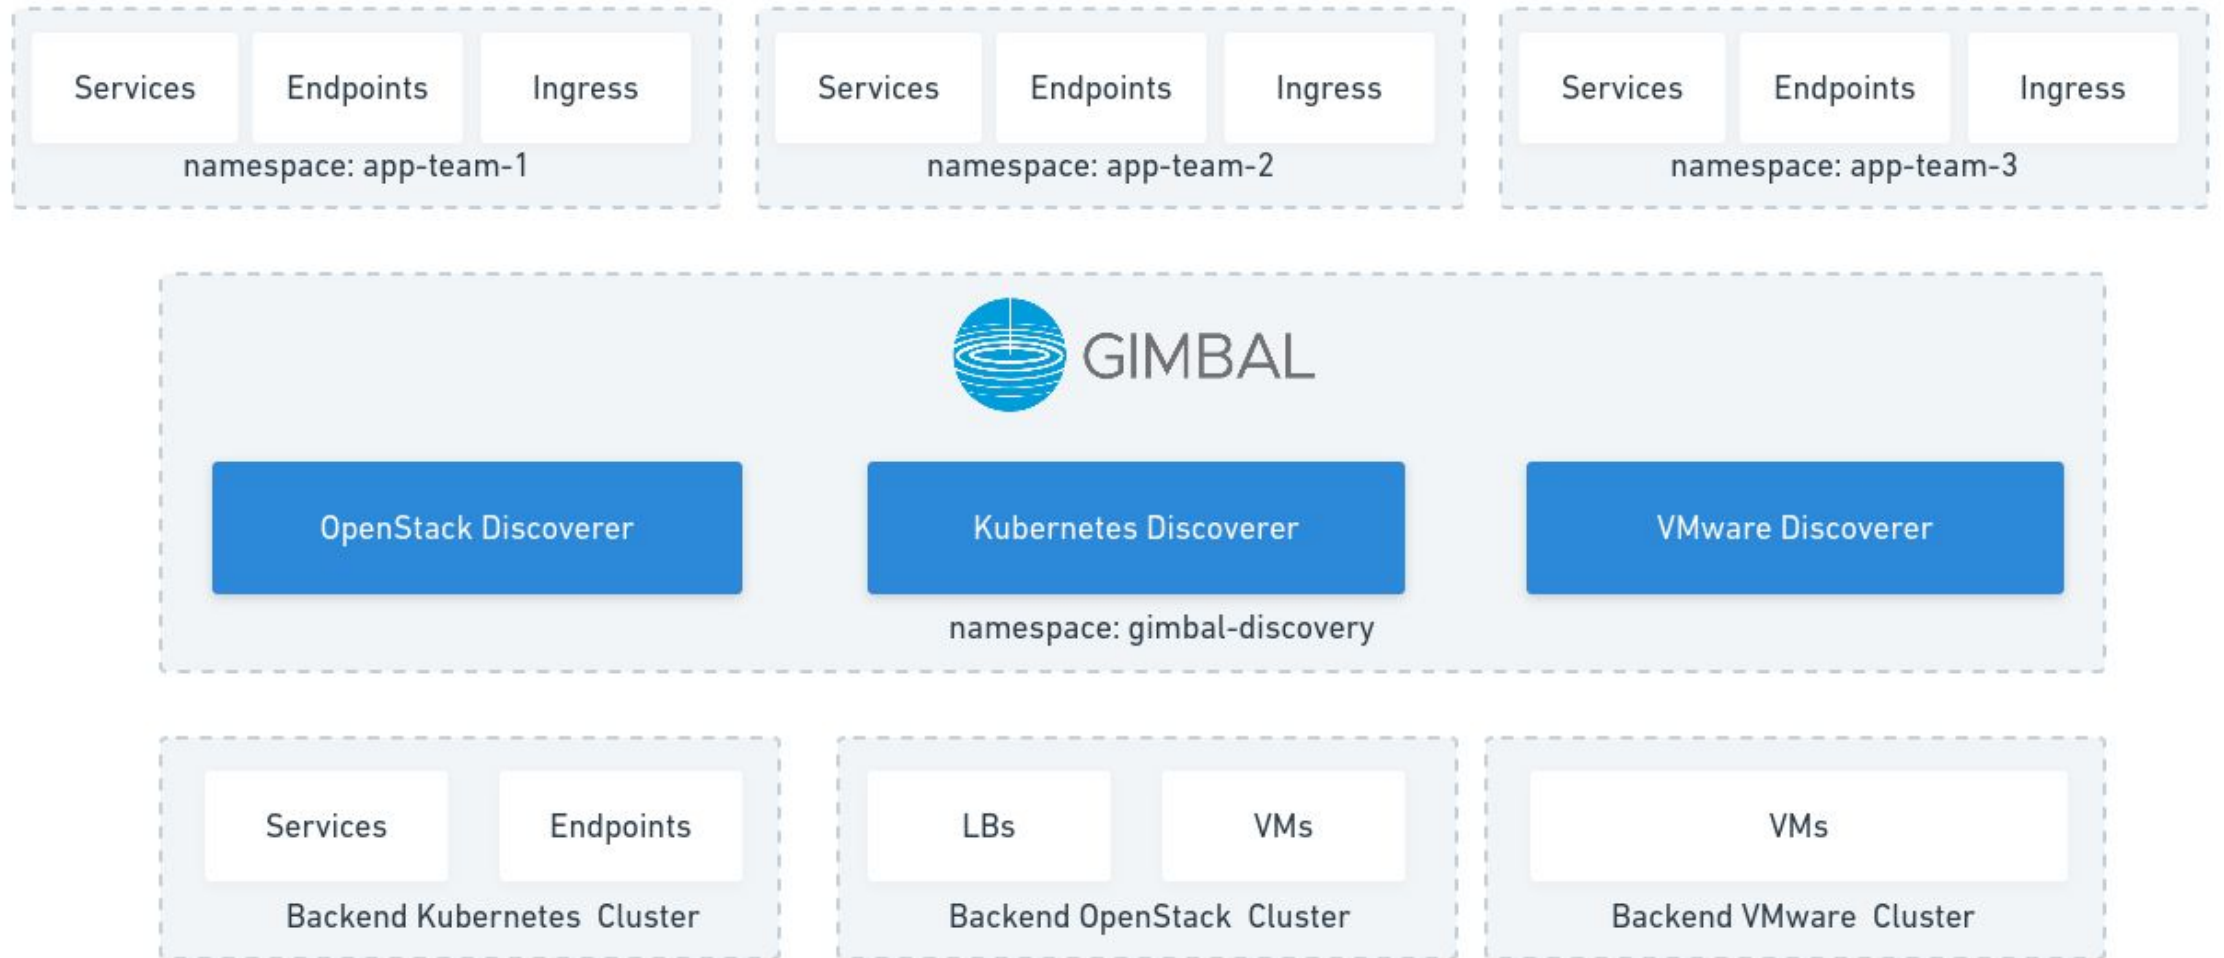 Services Endpoints Ingress
namespace: app-team-1
Services Endpoints Ingress
namespace: app-team-2
Services Endpoints Ingress
namespace: app-team-3
GIMBAL
OpenStack Discoverer
Kubernetes Discoverer
VMware Discoverer
namespace: gimbal-discovery
Services Endpoints
Backend Kubernetes Cluster
LBs VMs
Backend OpenStack Cluster
VMs
Backend VMware Cluster